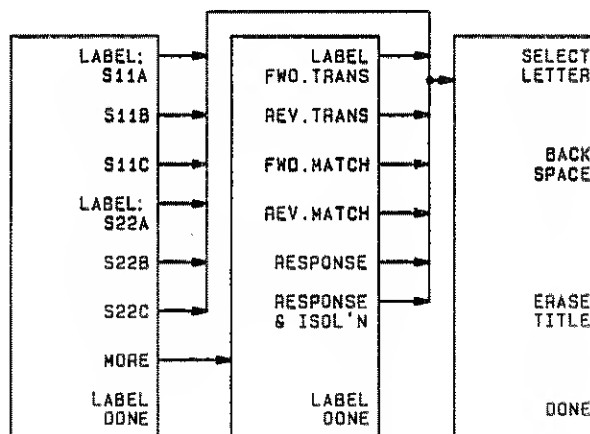 LABEL:
S11A
S11B
S11C
LABEL:
S22A
S22B
S22C
MORE
LABEL
DONE
LABEL
FWD.TRANS
REV.TRANS
FWD.MATCH
REV.MATCH
RESPONSE
RESPONSE
& ISOL'N
LABEL
DONE
SELECT
LETTER
BACK
SPACE
ERASE
TITLE
DONE